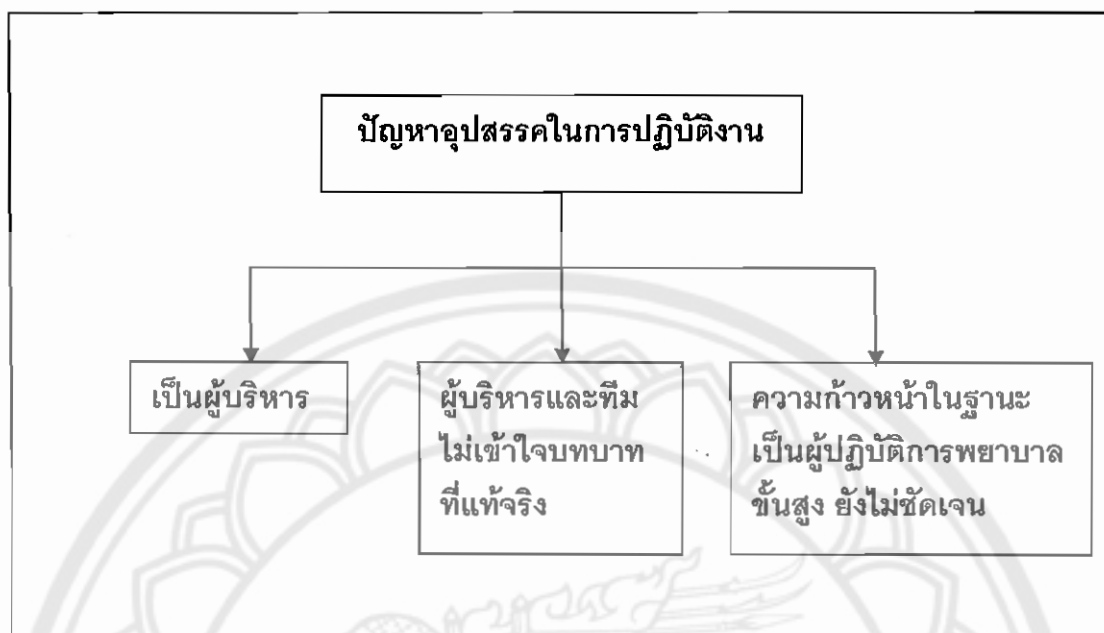 ปัญหาอุปสรรคในการปฏิบัติงาน
เป็นผู้บริหาร
ผู้บริหารและทีม
ไม่เข้าใจบทบาท
ที่แท้จริง
ความก้าวหน้าในฐานะ
เป็นผู้ปฏิบัติการพยาบาล
ขั้นสูง ยังไม่ชัดเจน